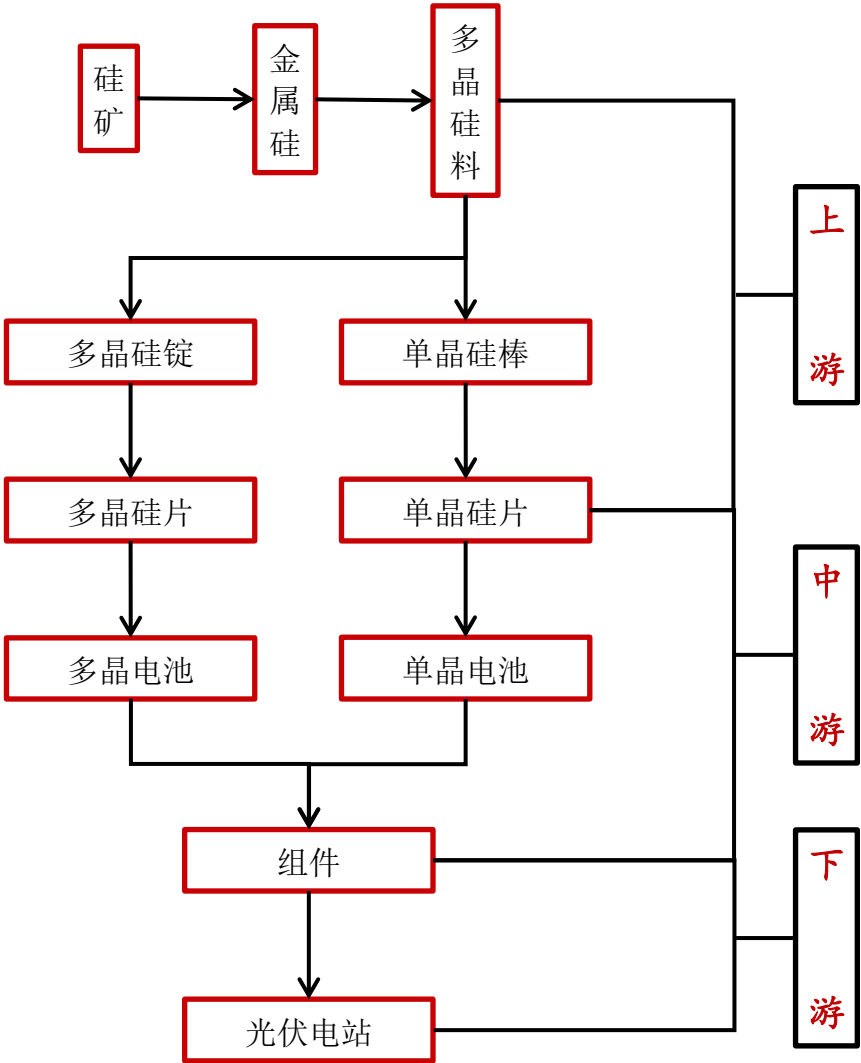 硅矿
金属硅
多晶硅料
上游
多晶硅锭
单晶硅棒
多晶硅片
单晶硅片
中游
多晶电池
单晶电池
组件
下游
光伏电站